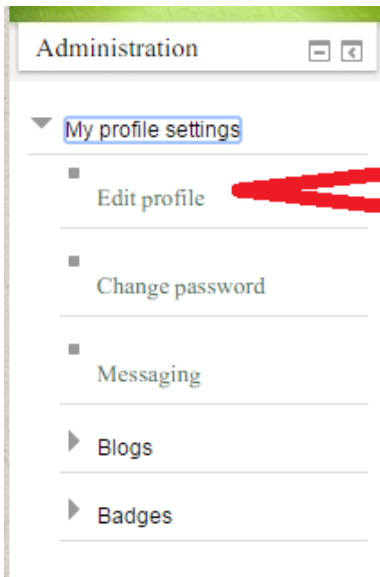 Administration
My profile settings
Edit profile
Change password
Messaging
Blogs
Badges